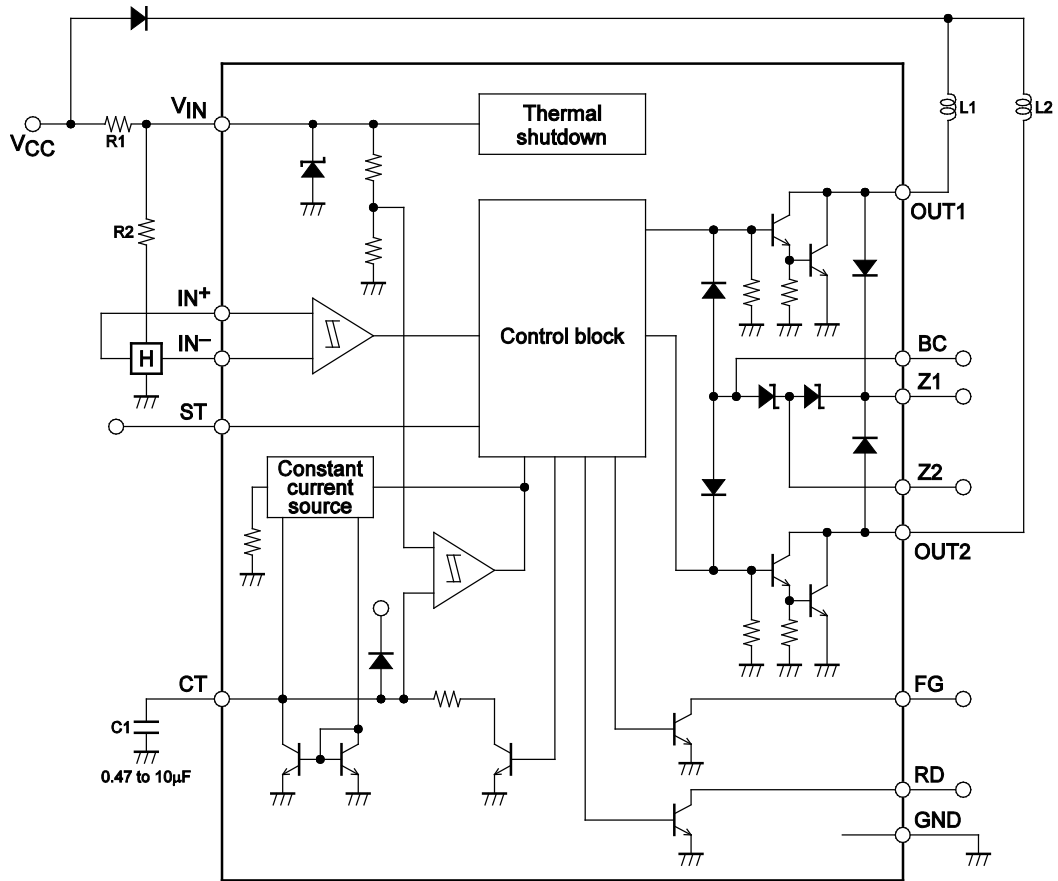 VCC
R1
VIN
Thermal
shutdown
L1
L2
OUT1
R2
IN+
IN−
H
Control block
BC
Z1
ST
Z2
Constant
current
source
OUT2
CT
FG
C1
0.47 to 10μF
RD
GND